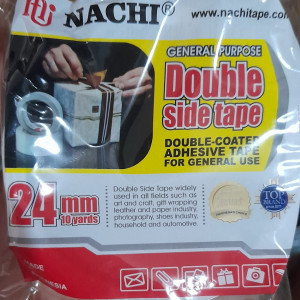 NACHI®
www.nachitape.com
GENERAL PURPOSE
Double
side tape
DOUBLE-COATED
ADHESIVE TAPE
FOR GENERAL USE
24 mm
10 yards
Double Side Tape widely
used in all fields such as
art and craft, gift wrapping
leather and paper industry,
photography, shoes industry,
household and automotive.
TOP
BRAND